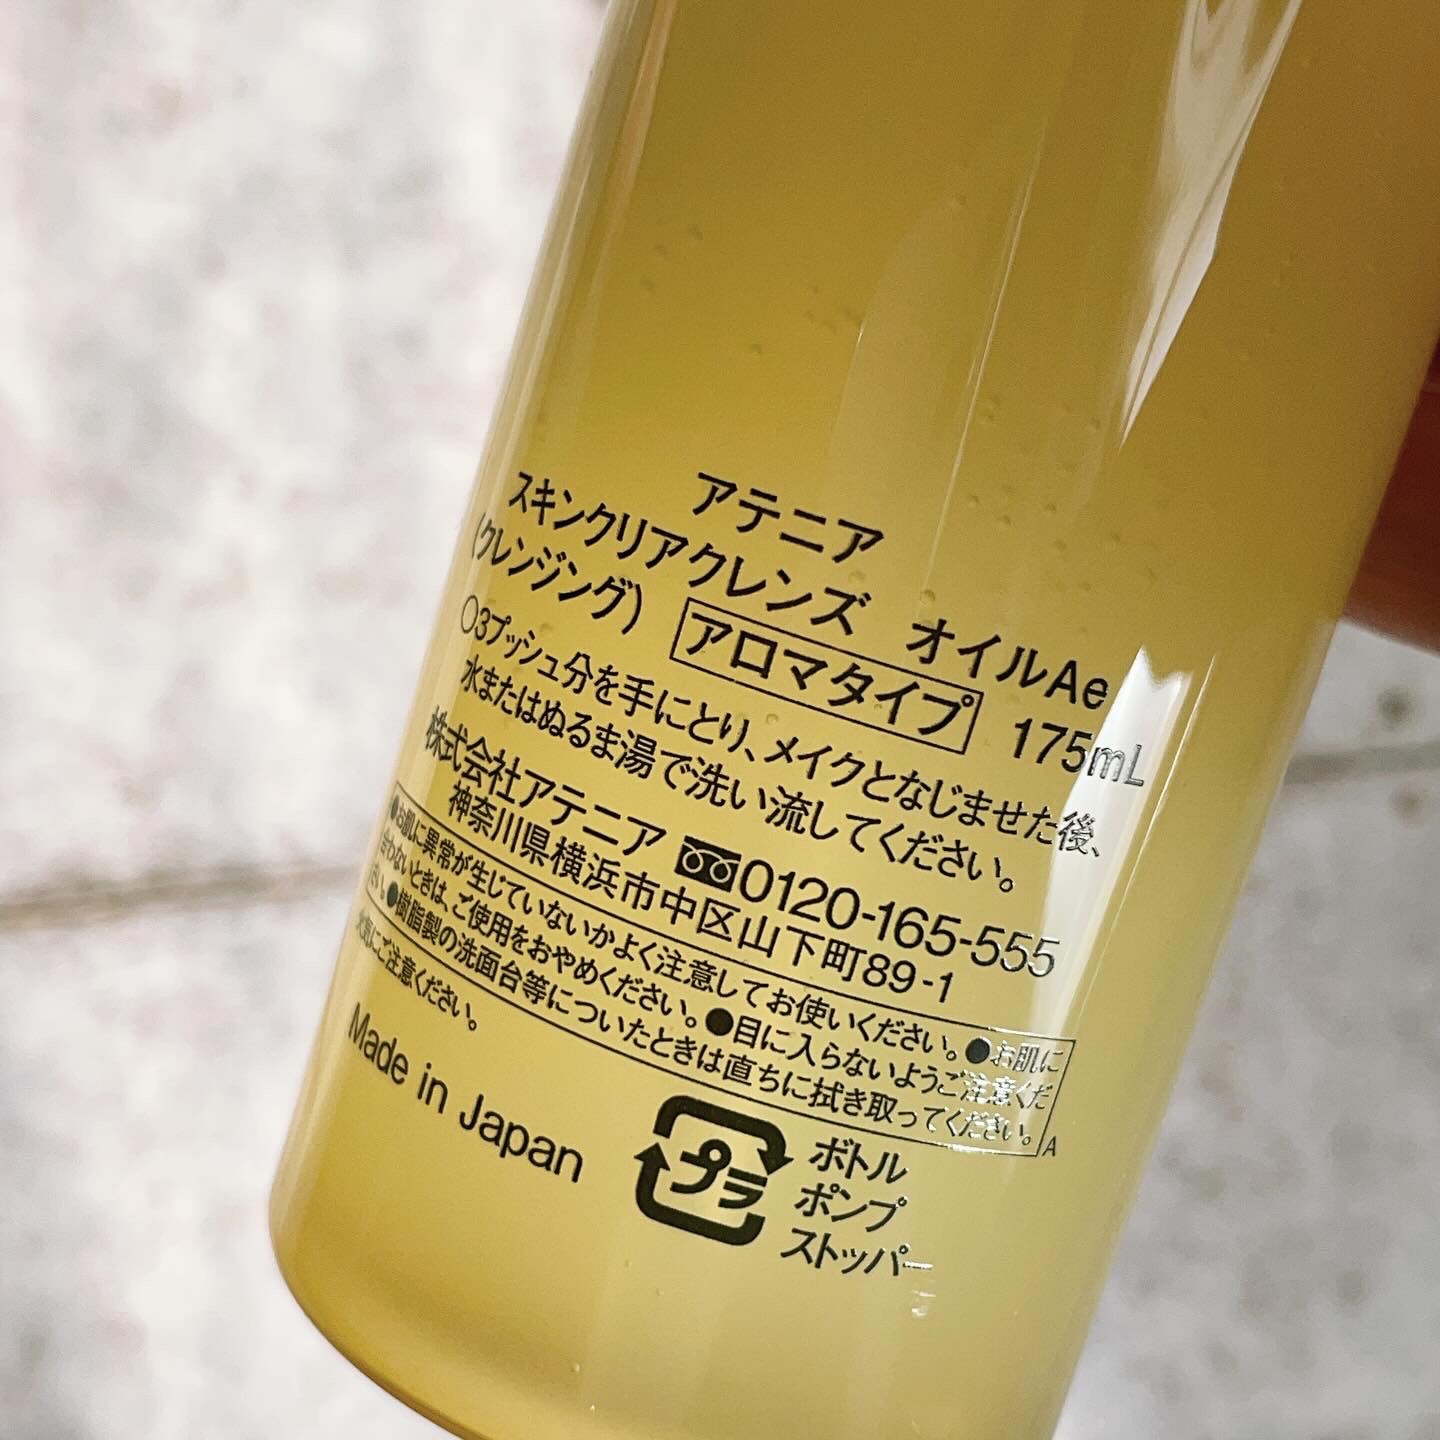 アテニア
スキンクリアクレンズ オイルAe
(クレンジング) アロマタイプ 175mL
○3プッシュ分を手にとり、メイクとなじませた後、
水またはぬるま湯で洗い流してください。
株式会社アテニア 0120-165-555
神奈川県横浜市中区山下町89-1
●お肌に異常が生じていないかよく注意してお使いください。●お肌に
合わないときは、ご使用をおやめください。●目に入らないようご注意くだ
さい。●樹脂製の洗面台等についたときは直ちに拭き取ってください。A
火気にご注意ください。
Made in Japan
プラ
ボトル
ポンプ
ストッパー